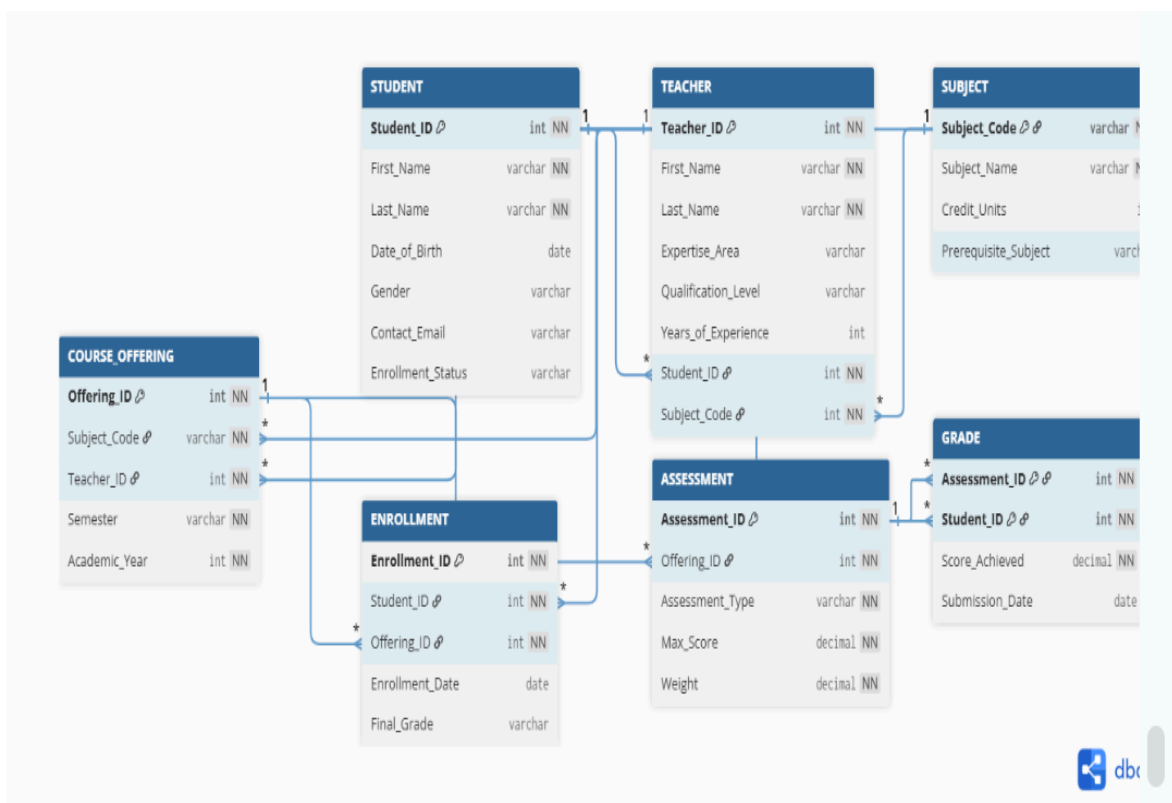 STUDENT
Student_ID int NN
First_Name varchar NN
Last_Name varchar NN
Date_of_Birth date
Gender varchar
Contact_Email varchar
Enrollment_Status varchar
1
TEACHER
1 Teacher_ID int NN
First_Name varchar NN
Last_Name varchar NN
Expertise_Area varchar
Qualification_Level varchar
Years_of_Experience int
* Student_ID int NN
Subject_Code int NN *
SUBJECT
1 Subject_Code varchar
Subject_Name varchar
Credit_Units
Prerequisite_Subject
COURSE_OFFERING
Offering_ID int NN 1
Subject_Code varchar NN *
Teacher_ID int NN *
Semester varchar NN
Academic_Year int NN
ENROLLMENT
Enrollment_ID int NN
Student_ID int NN *
* Offering_ID int NN
Enrollment_Date date
Final_Grade varchar
ASSESSMENT
Assessment_ID int NN 1
* Offering_ID int NN
Assessment_Type varchar NN
Max_Score decimal NN
Weight decimal NN
GRADE
* Assessment_ID int NN
* Student_ID int NN
Score_Achieved decimal NN
Submission_Date date